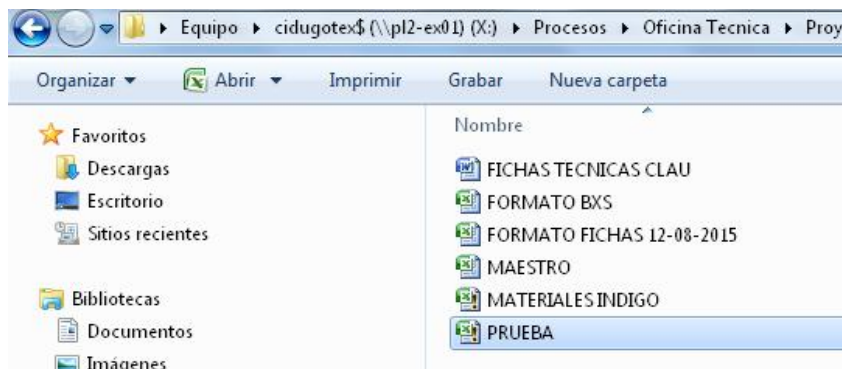 Equipo ▸ cidugotex$ (\\pl2-ex01) (X:) ▸ Procesos ▸ Oficina Tecnica ▸ Proy
Organizar Abrir Imprimir Grabar Nueva carpeta
Favoritos
Descargas
Escritorio
Sitios recientes
Bibliotecas
Documentos
Imágenes
Nombre
FICHAS TECNICAS CLAU
FORMATO BXS
FORMATO FICHAS 12-08-2015
MAESTRO
MATERIALES INDIGO
PRUEBA